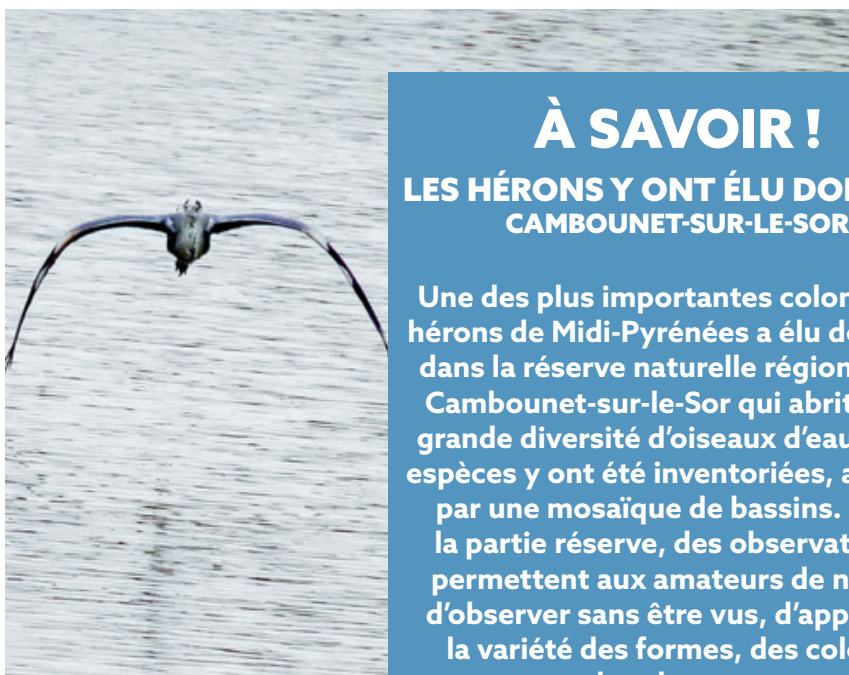 À SAVOIR !
LES HÉRONS Y ONT ÉLU
CAMBOUNET-SUR-LE-SOR
Une des plus importantes
hérons de Midi-Pyrénées a élu
dans la réserve naturelle
Cambounet-sur-le-Sor qui
grande diversité d’oiseaux d’eau
espèces y ont été inventoriées,
par une mosaïque de bassins.
la partie réserve, des
permettent aux amateurs de
d’observer sans être vus,
la variété des formes, des